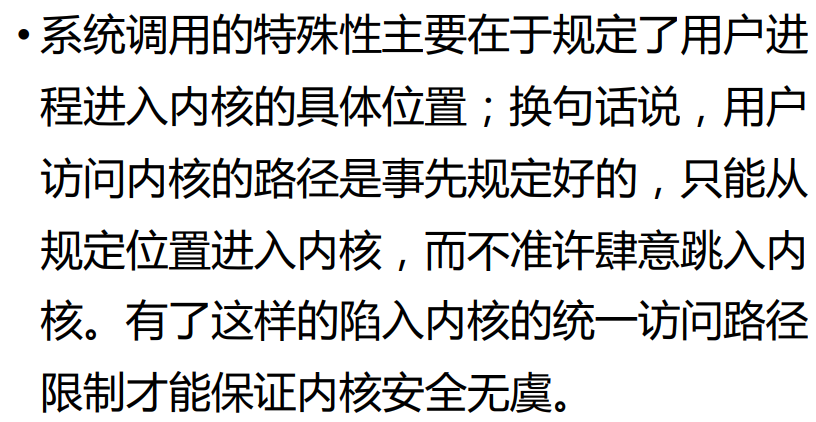 • 系统调用的特殊性主要在于规定了用户进
程进入内核的具体位置；换句话说，用户
访问内核的路径是事先规定好的，只能从
规定位置进入内核，而不准许肆意跳入内
核。有了这样的陷入内核的统一访问路径
限制才能保证内核安全无虞。